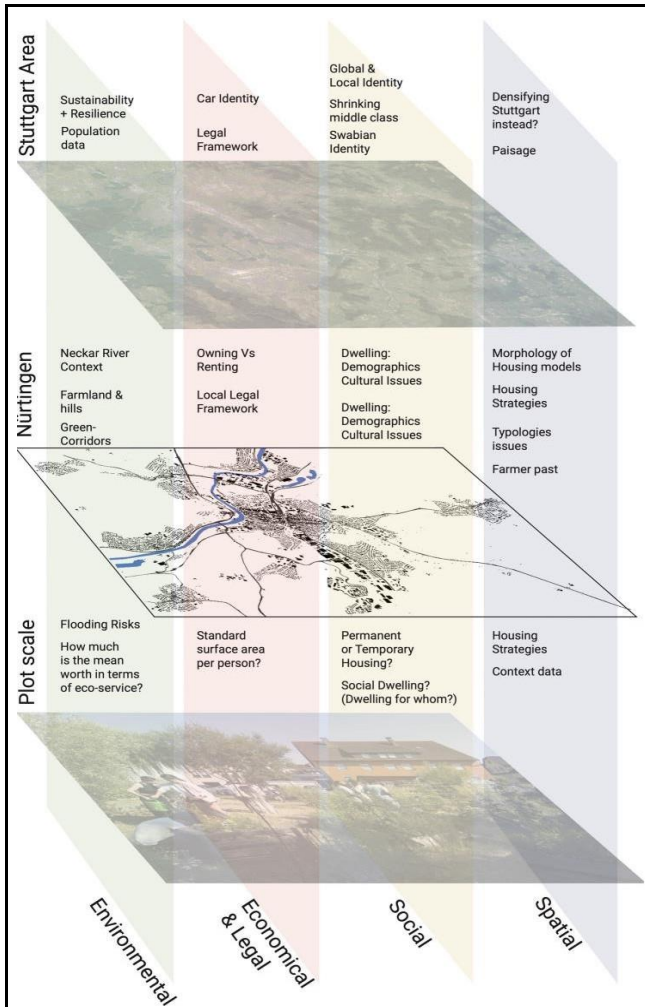 Stuttgart Area
Sustainability
+ Resilience
Population
data
Car Identity
Legal
Framework
Global &
Local Identity
Shrinking
middle class
Swabian
Identity
Densifying
Stuttgart
instead?
Paisage
Nürtingen
Neckar River
Context
Farmland &
hills
Green-
Corridors
Owning Vs
Renting
Local Legal
Framework
Dwelling:
Demographics
Cultural Issues
Dwelling:
Demographics
Cultural Issues
Morphology of
Housing models
Housing
Strategies
Typologies
issues
Farmer past
Plot scale
Flooding Risks
How much
is the mean
worth in terms
of eco-service?
Standard
surface area
per person?
Permanent
or Temporary
Housing?
Social Dwelling?
(Dwelling for whom?)
Housing
Strategies
Context data
Environmental
Economical
& Legal
Social
Spatial